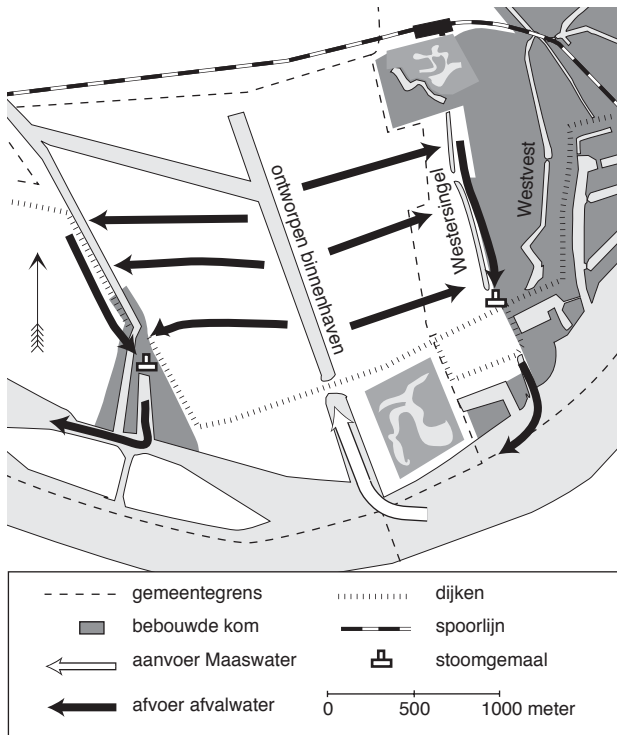 ontworpen binnenhaven
Westersingel
Westvest
gemeentegrens
dijken
bebouwde kom
spoorlijn
aanvoer Maaswater
stoomgemaal
afvoer afvalwater
0 500 1000 meter